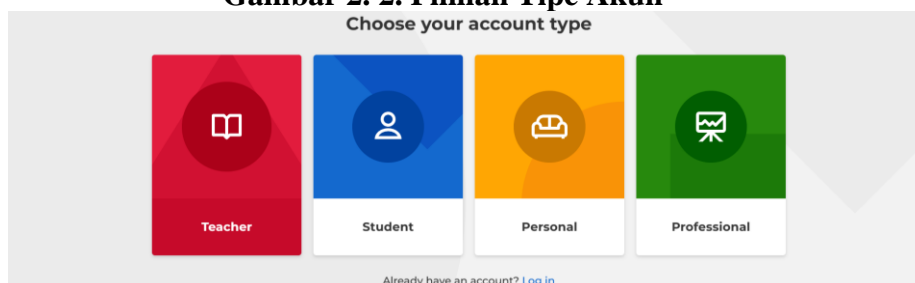 Gambar 2. 2. Pilihan Tipe Akun
Choose your account type
Teacher Student Personal Professional
Already have an account? Log in